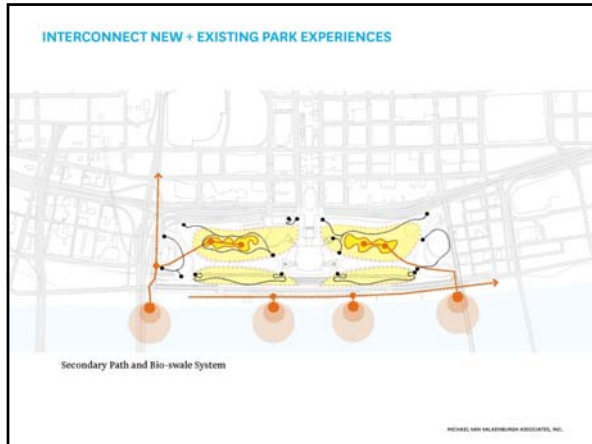 INTERCONNECT NEW + EXISTING PARK EXPERIENCES
Secondary Path and Bio-swale System
MICHAEL VAN VALKENBURGH ASSOCIATES, INC.